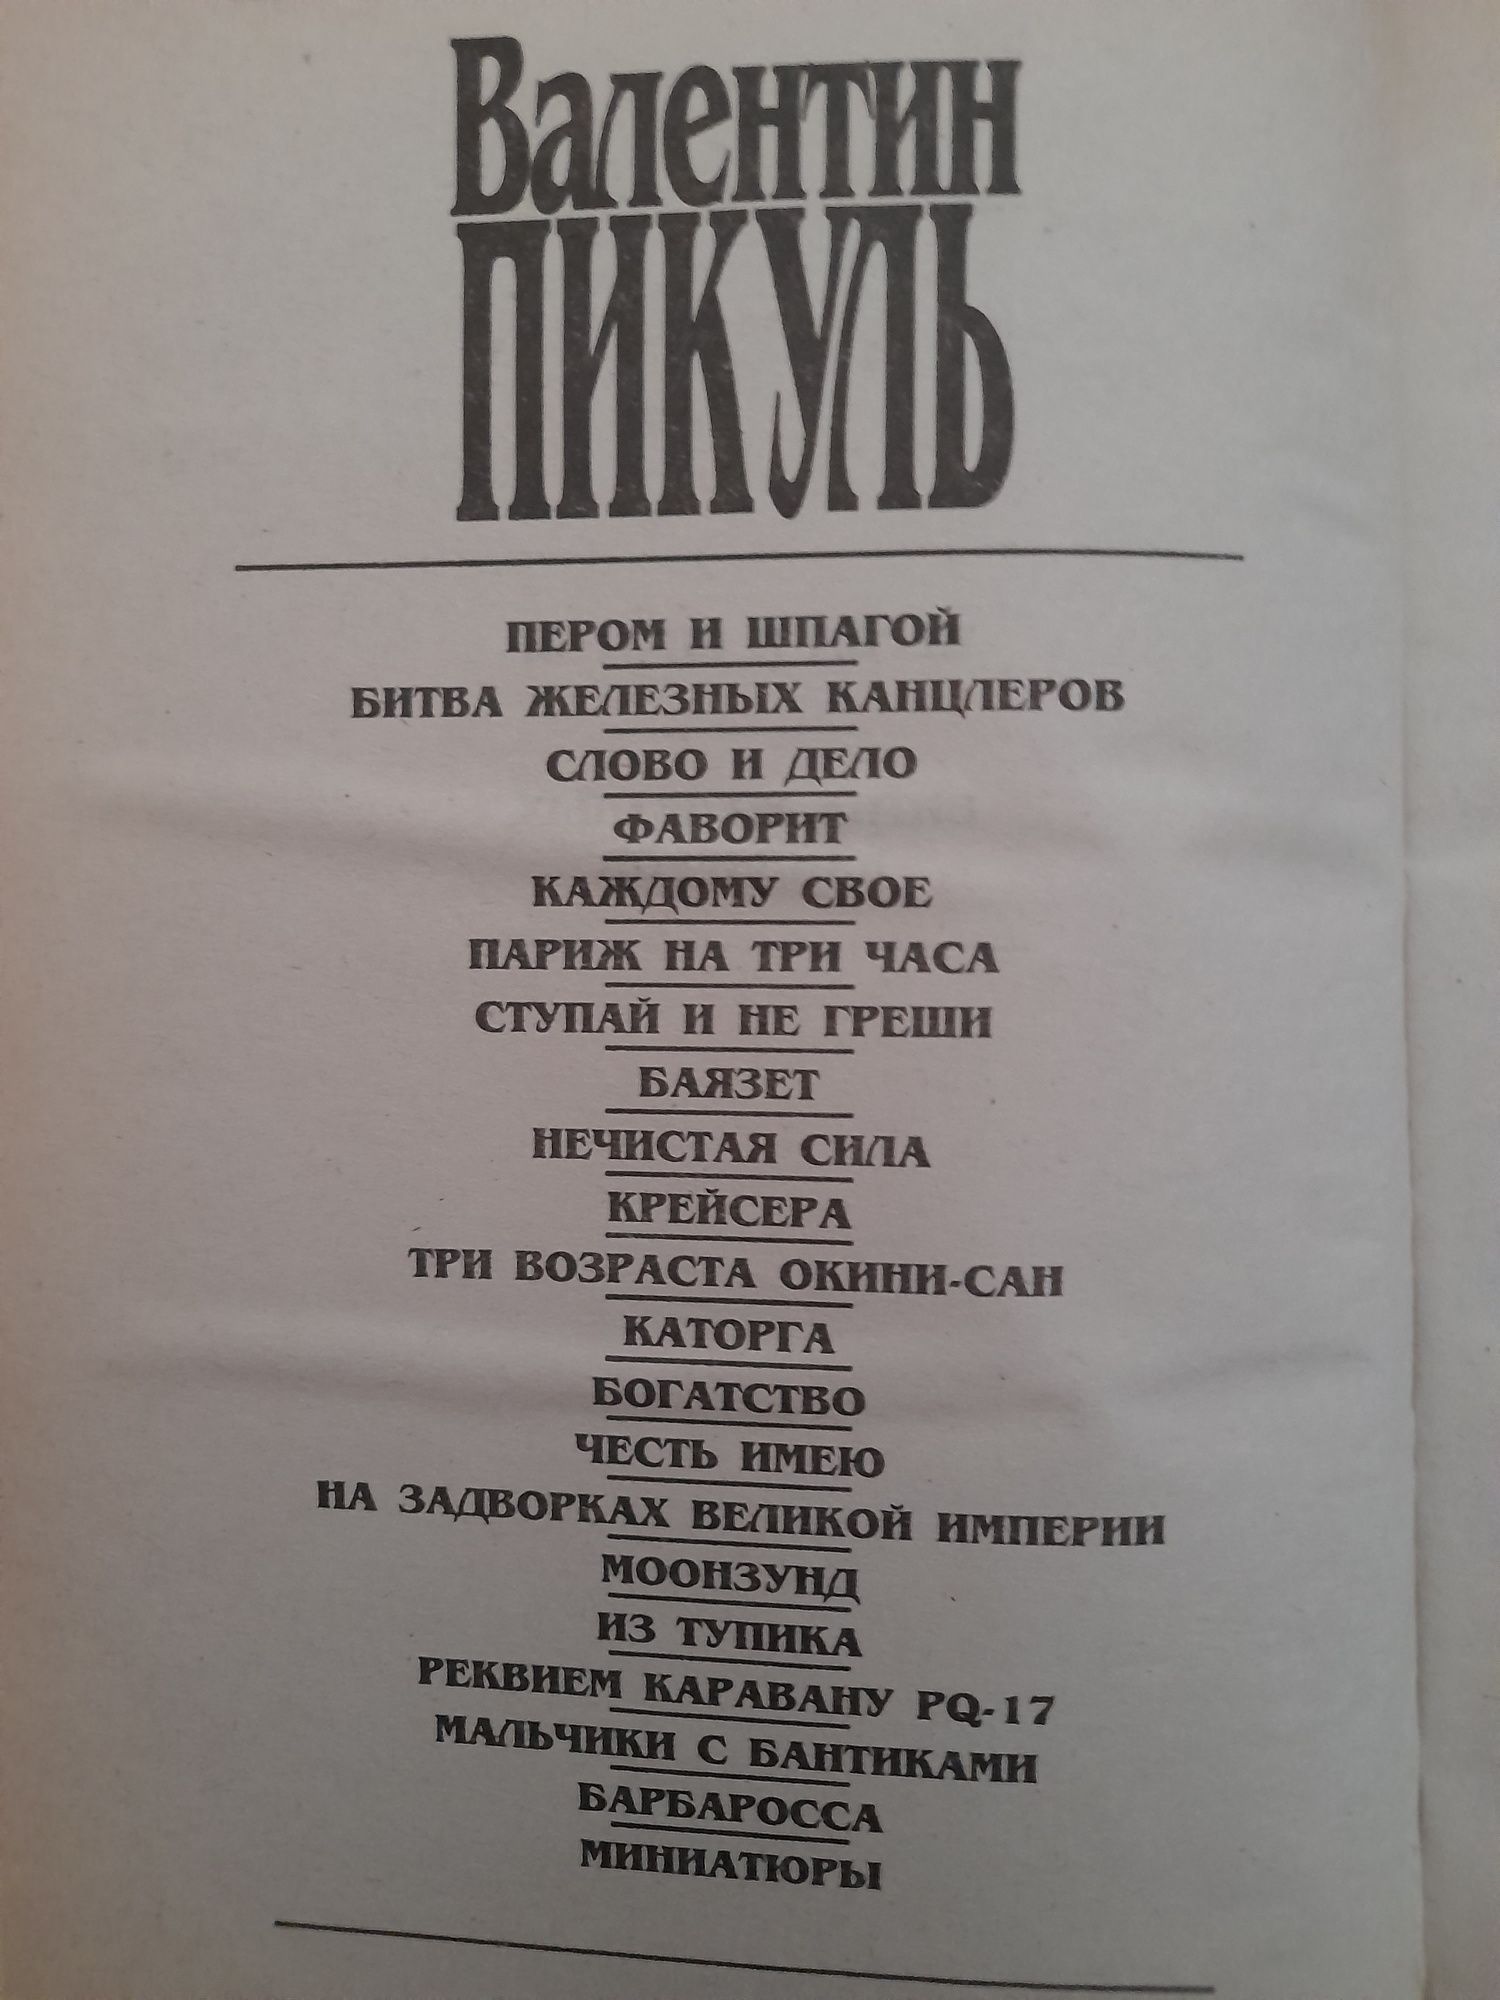 Валентин
ПИКУЛЬ
ПЕРОМ И ШПАГОЙ
БИТВА ЖЕЛЕЗНЫХ КАНЦЛЕРОВ
СЛОВО И ДЕЛО
ФАВОРИТ
КАЖДОМУ СВОЕ
ПАРИЖ НА ТРИ ЧАСА
СТУПАЙ И НЕ ГРЕШИ
БАЯЗЕТ
НЕЧИСТАЯ СИЛА
КРЕЙСЕРА
ТРИ ВОЗРАСТА ОКИНИ-САН
КАТОРГА
БОГАТСТВО
ЧЕСТЬ ИМЕЮ
НА ЗАДВОРКАХ ВЕЛИКОЙ ИМПЕРИИ
МООНЗУНД
ИЗ ТУПИКА
РЕКВИЕМ КАРАВАНУ PQ-17
МАЛЬЧИКИ С БАНТИКАМИ
БАРБАРОССА
МИНИАТЮРЫ